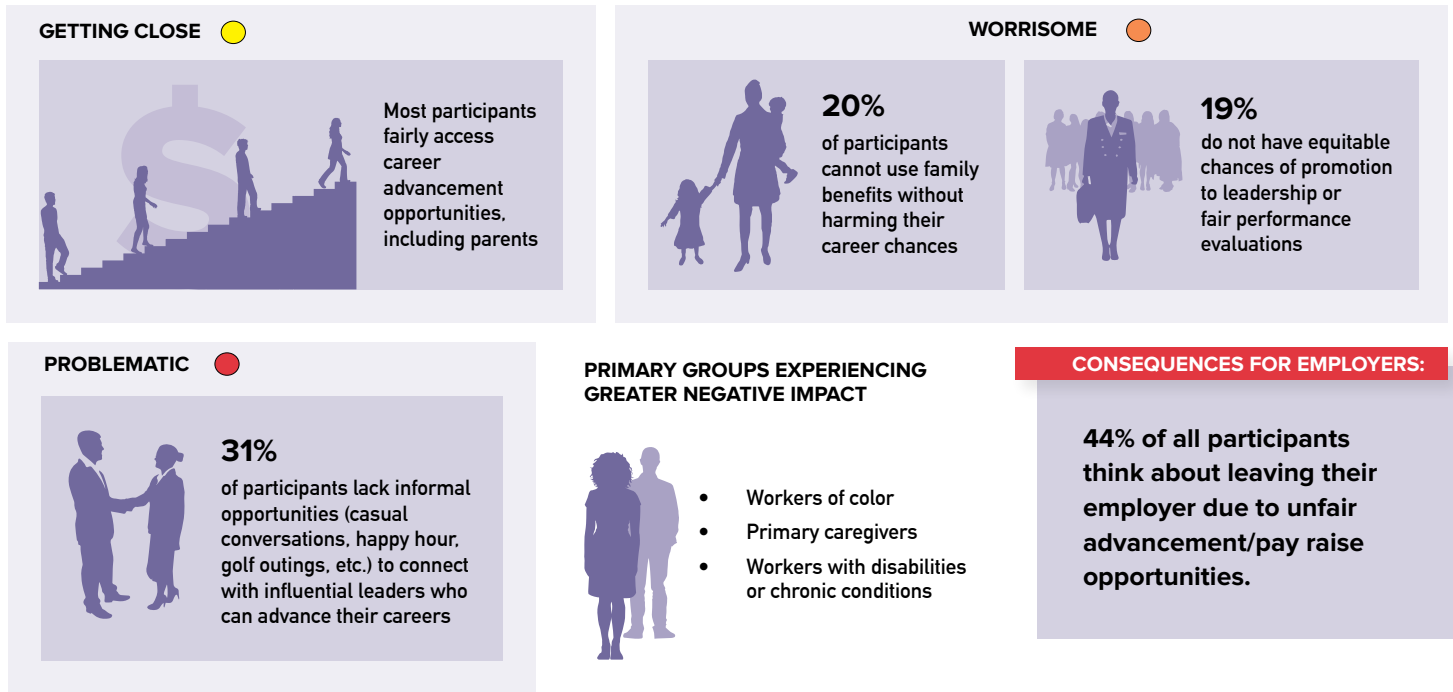 GETTING CLOSE
Most participants
fairly access
career
advancement
opportunities,
including parents
WORRISOME
20%
of participants
cannot use family
benefits without
harming their
career chances
19%
do not have equitable
chances of promotion
to leadership or
fair performance
evaluations
PROBLEMATIC
31%
of participants lack informal
opportunities (casual
conversations, happy hour,
golf outings, etc.) to connect
with influential leaders who
can advance their careers
PRIMARY GROUPS EXPERIENCING
GREATER NEGATIVE IMPACT
• Workers of color
• Primary caregivers
• Workers with disabilities
or chronic conditions
CONSEQUENCES FOR EMPLOYERS:
44% of all participants
think about leaving their
employer due to unfair
advancement/pay raise
opportunities.